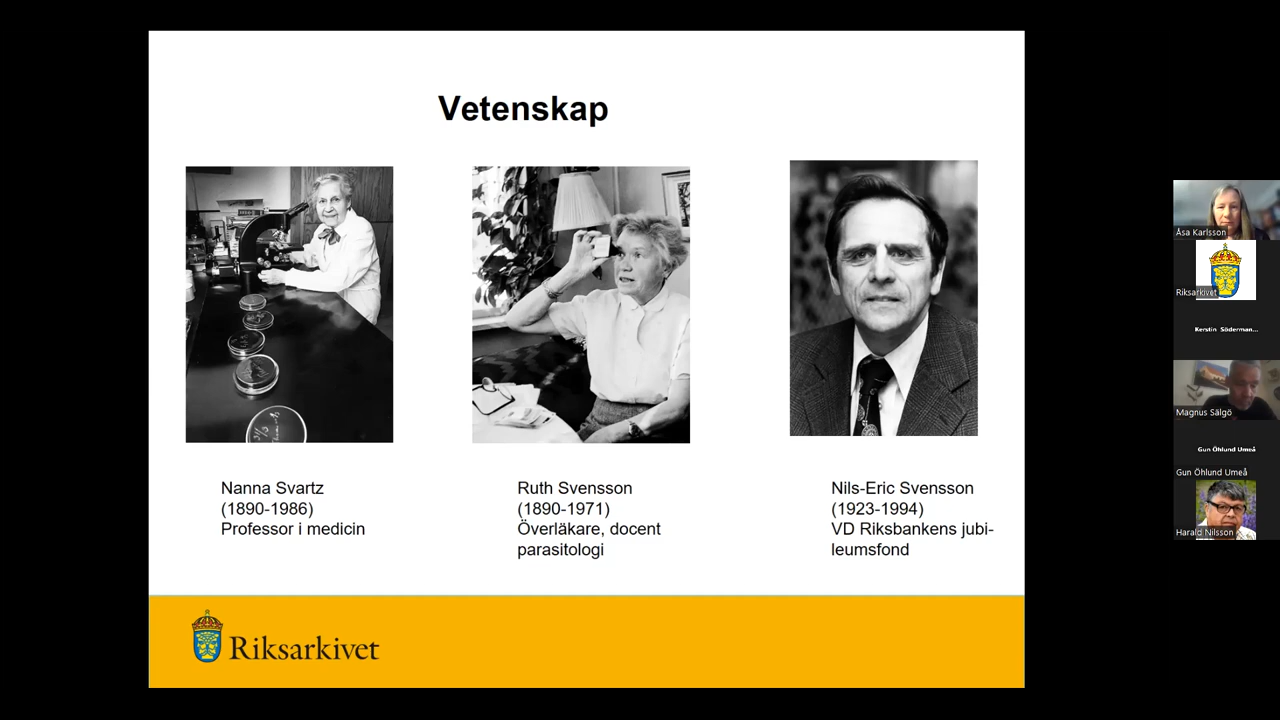 Vetenskap
Nanna Svartz
(1890-1986)
Professor i medicin
Ruth Svensson
(1890-1971)
Överläkare, docent
parasitologi
Nils-Eric Svensson
(1923-1994)
VD Riksbankens jubi-
leumsfond
Riksarkivet
Åsa Karlsson
Riksarkivet
Kerstin Söderman...
Magnus Sälgö
Gun Öhlund Umeå
Gun Öhlund Umeå
Harald Nilsson